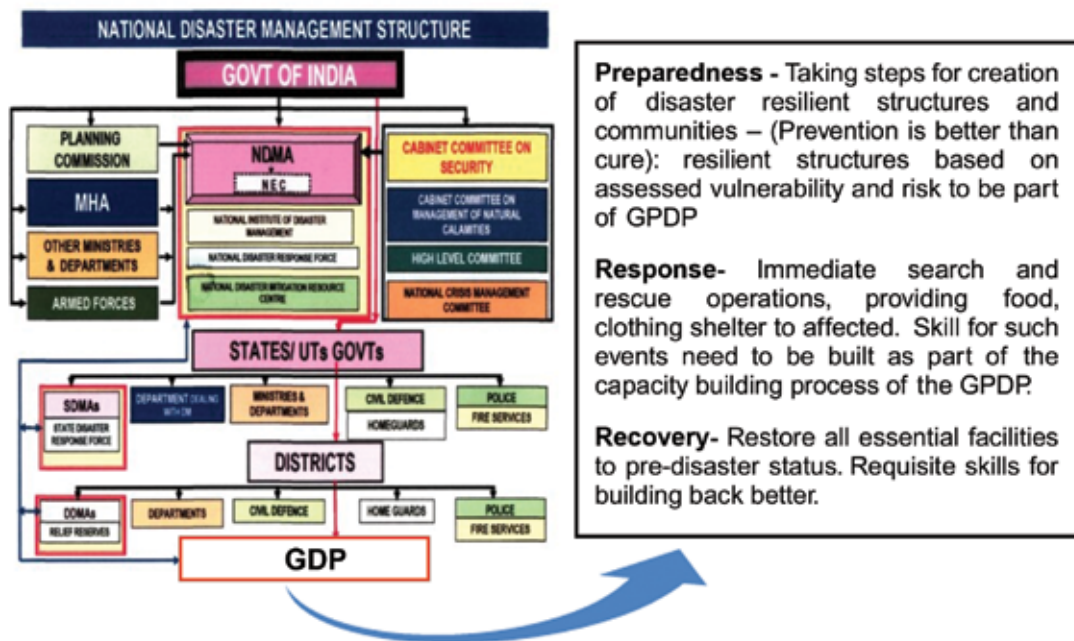 NATIONAL DISASTER MANAGEMENT STRUCTURE
GOVT OF INDIA
PLANNING
COMMISSION
MHA
OTHER MINISTRIES
& DEPARTMENTS
ARMED FORCES
NDMA
NEC
NATIONAL INSTITUTE OF DISASTER
MANAGEMENT
NATIONAL DISASTER RESPONSE FORCE
NATIONAL DISASTER MITIGATION RESOURCE
CENTRE
CABINET COMMITTEE ON
SECURITY
CABINET COMMITTEE ON
MANAGEMENT OF NATURAL
CALAMITIES
HIGH LEVEL COMMITTEE
NATIONAL CRISIS MANAGEMENT
COMMITTEE
STATES/ UTs GOVTs
SDMAs
STATE DISASTER
RESPONSE FORCE
DEPARTMENT DEALING
WITH DM
MINISTRIES &
DEPARTMENTS
CIVIL DEFENCE
HOMEGUARDS
POLICE
FIRE SERVICES
DISTRICTS
DDMAs
RELIEF RESERVES
DEPARTMENTS
CIVIL DEFENCE
HOME GUARDS
POLICE
FIRE SERVICES
GDP
Preparedness - Taking steps for creation
of disaster resilient structures and
communities – (Prevention is better than
cure): resilient structures based on
assessed vulnerability and risk to be part
of GPDP
Response- Immediate search and
rescue operations, providing food,
clothing shelter to affected. Skill for such
events need to be built as part of the
capacity building process of the GPDP.
Recovery- Restore all essential facilities
to pre-disaster status. Requisite skills for
building back better.